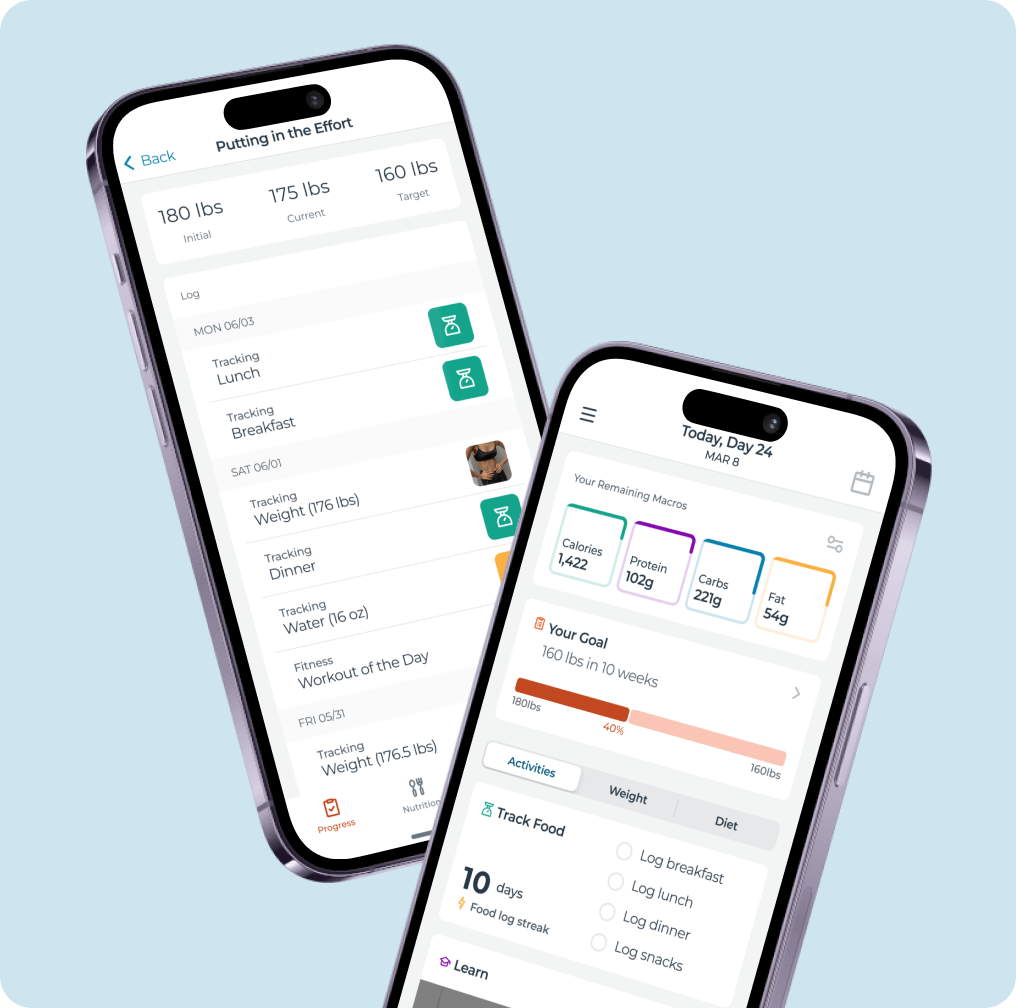 Back
Putting in the Effort
180 lbs
Initial
175 lbs
Current
160 lbs
Target
Log
MON 06/03
Tracking
Lunch
Tracking
Breakfast
SAT 06/01
Tracking
Weight (176 lbs)
Tracking
Dinner
Tracking
Water (16 oz)
Fitness
Workout of the Day
FRI 05/31
Tracking
Weight (176.5 lbs)
Progress
Nutrition
Today, Day 24
MAR 8
Your Remaining Macros
Calories
1,422
Protein
102g
Carbs
221g
Fat
54g
Your Goal
160 lbs in 10 weeks
180lbs
40%
160lbs
Activities
Weight
Diet
Track Food
10 days
Food log streak
Log breakfast
Log lunch
Log dinner
Log snacks
Learn